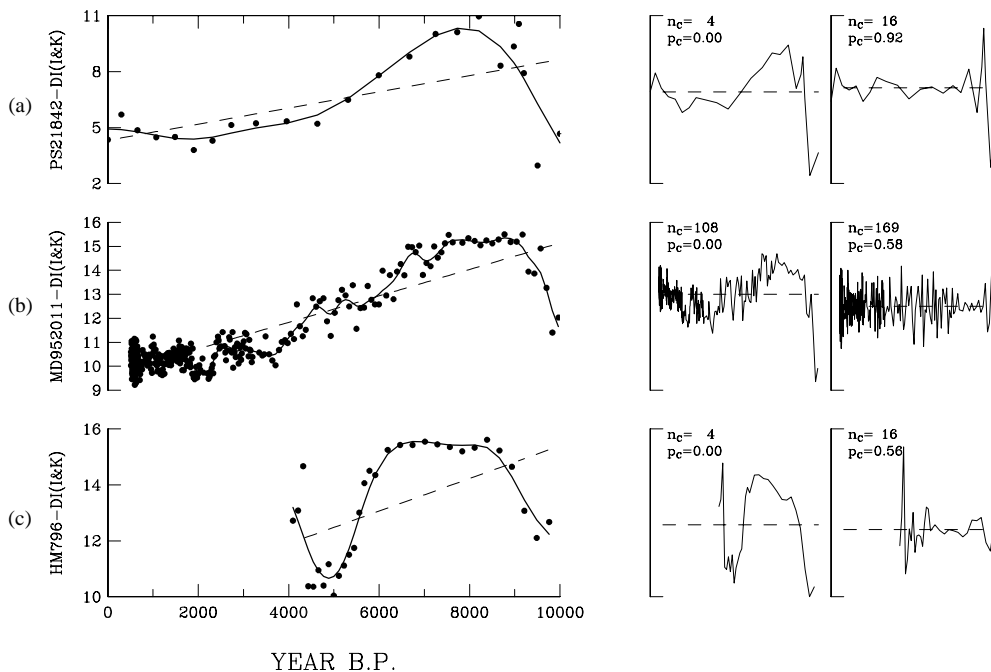 (a)
PS21842-DI(I&K)
11
8
5
2
n_c= 4
p_c=0.00
n_c= 16
p_c=0.92
(b)
MD952011-DI(I&K)
16
15
14
13
12
11
10
9
n_c=108
p_c=0.00
n_c=169
p_c=0.58
(c)
HM796-DI(I&K)
16
14
12
10
n_c= 4
p_c=0.00
n_c= 16
p_c=0.56
0 2000 4000 6000 8000 10000
YEAR B.P.